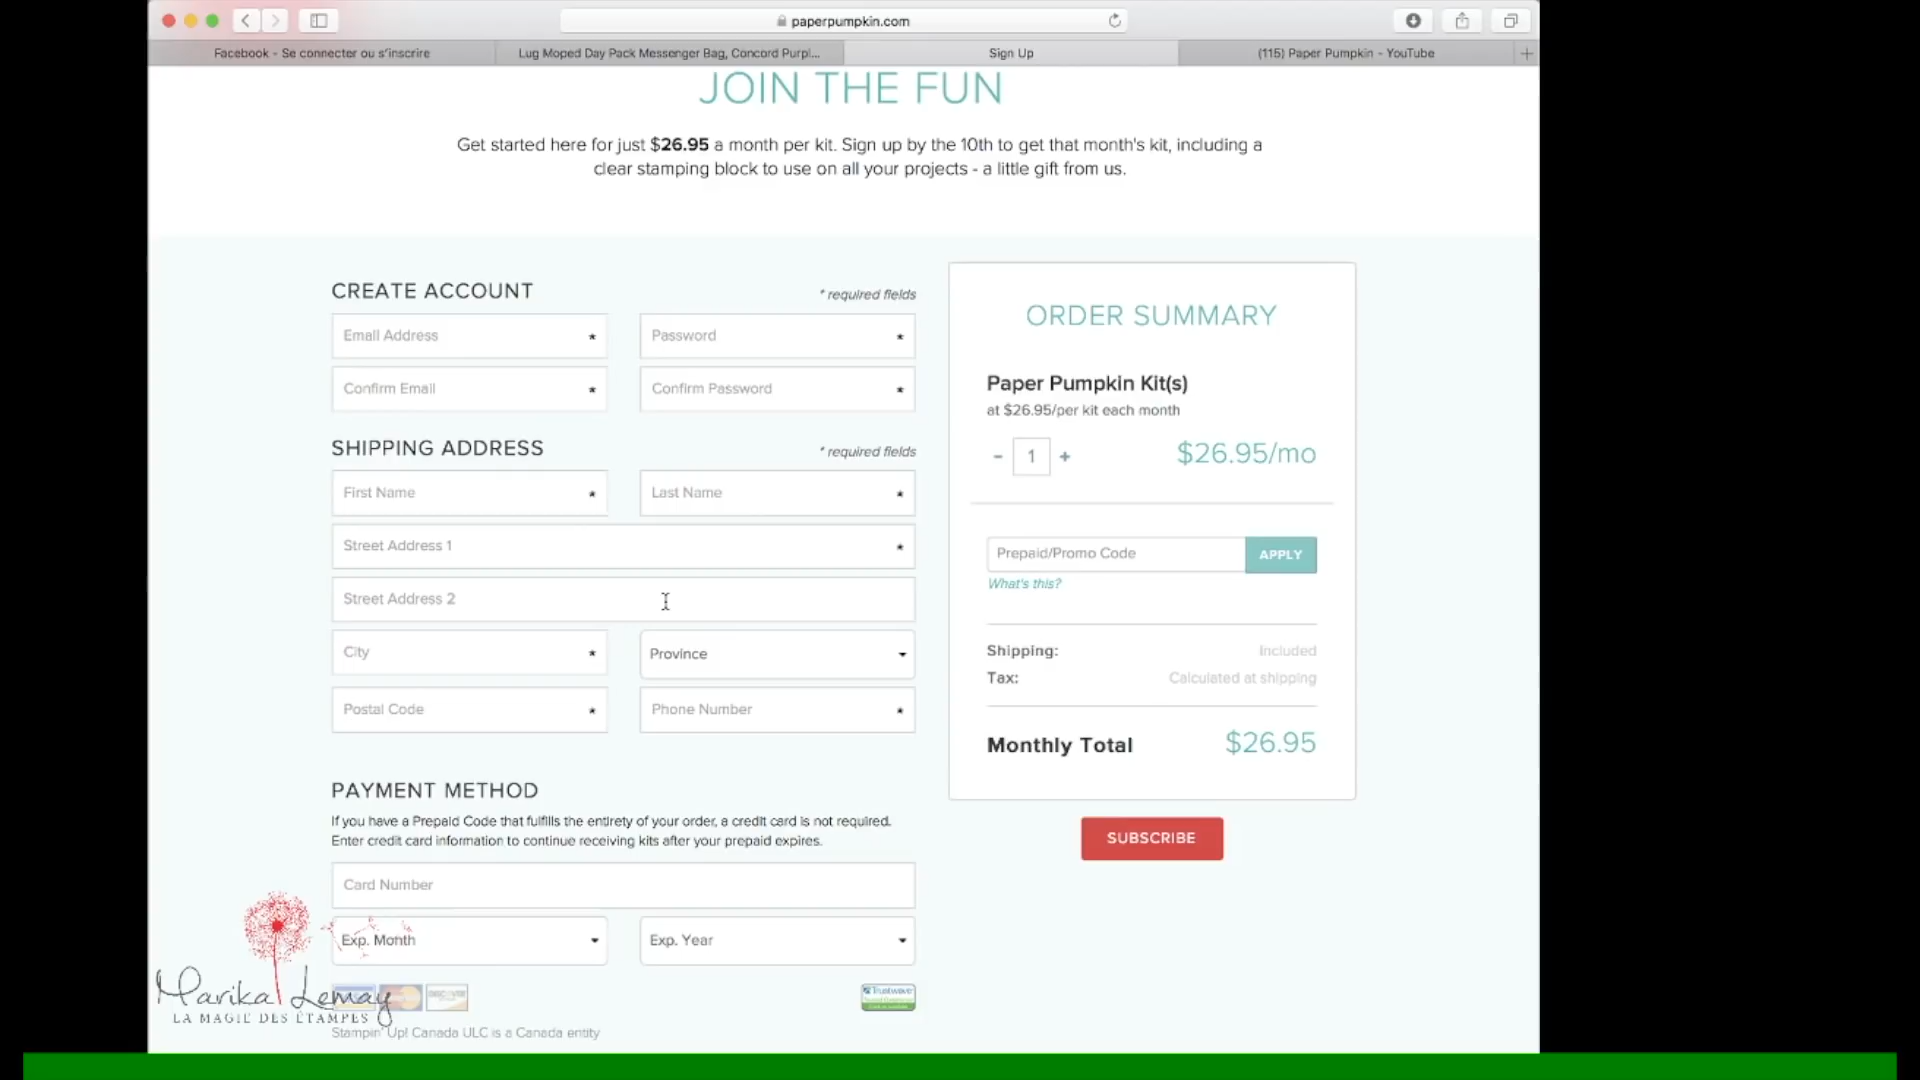 paperpumpkin.com
Facebook - Se connecter ou s'inscrire
Lug Moped Day Pack Messenger Bag, Concord Purpl...
Sign Up
(115) Paper Pumpkin - YouTube
JOIN THE FUN
Get started here for just $26.95 a month per kit. Sign up by the 10th to get that month's kit, including a
clear stamping block to use on all your projects - a little gift from us.
CREATE ACCOUNT
* required fields
Email Address *
Password *
Confirm Email *
Confirm Password *
SHIPPING ADDRESS
* required fields
First Name *
Last Name *
Street Address 1 *
Street Address 2
City *
Province
Postal Code *
Phone Number *
PAYMENT METHOD
If you have a Prepaid Code that fulfills the entirety of your order, a credit card is not required.
Enter credit card information to continue receiving kits after your prepaid expires.
Card Number
Exp. Month
Exp. Year
Marika Lemay
LA MAGIE DES ÉTAMPES
DISCOVER
Trustwave
Stampin' Up! Canada ULC is a Canada entity
ORDER SUMMARY
Paper Pumpkin Kit(s)
at $26.95/per kit each month
- 1 +
$26.95/mo
Prepaid/Promo Code
APPLY
What's this?
Shipping: Included
Tax: Calculated at shipping
Monthly Total $26.95
SUBSCRIBE